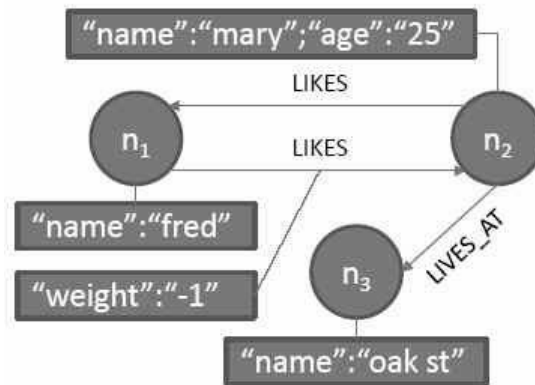 “name”:“mary”;“age”:“25”
LIKES
n1
LIKES
n2
“name”:“fred”
LIVES_AT
n3
“weight”:“-1”
“name”:“oak st”